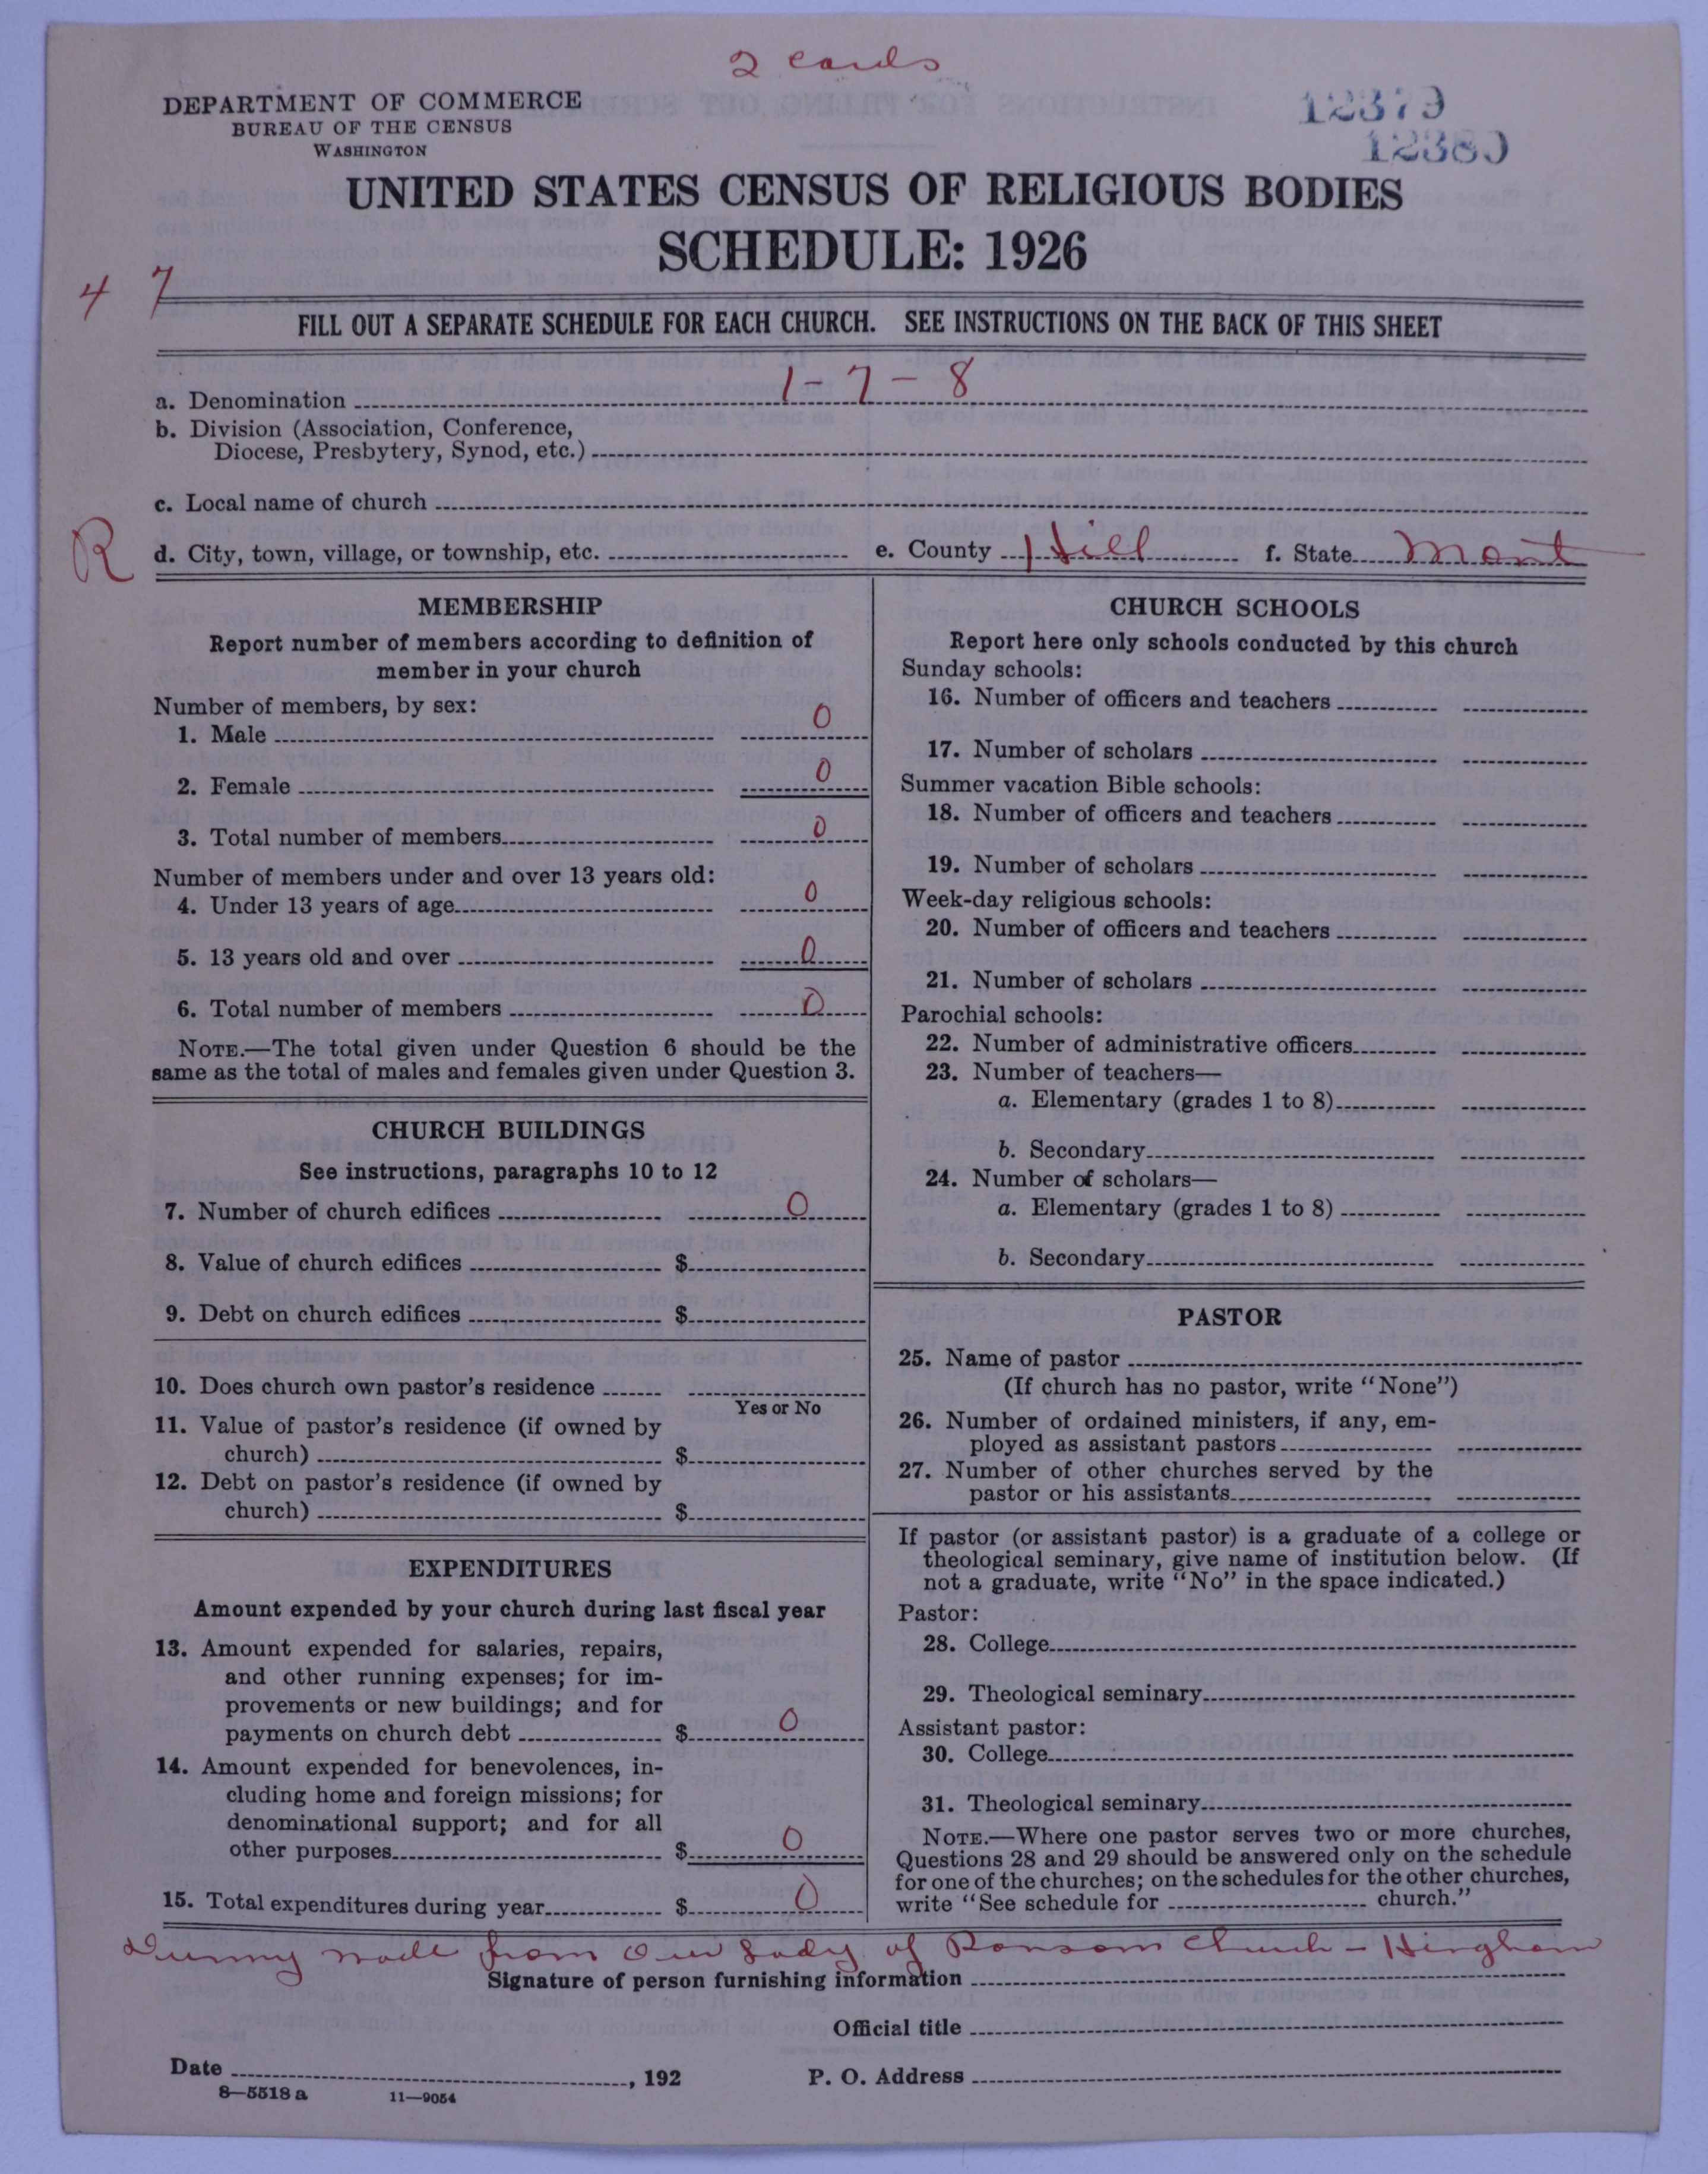 2 cards
DEPARTMENT OF COMMERCE
BUREAU OF THE CENSUS
WASHINGTON
12379
12380
UNITED STATES CENSUS OF RELIGIOUS BODIES
SCHEDULE: 1926
4 7
FILL OUT A SEPARATE SCHEDULE FOR EACH CHURCH. SEE INSTRUCTIONS ON THE BACK OF THIS SHEET
a. Denomination 1-7-8
b. Division (Association, Conference,
Diocese, Presbytery, Synod, etc.)
c. Local name of church
R d. City, town, village, or township, etc. e. County Hill f. State Mont
MEMBERSHIP
Report number of members according to definition of
member in your church
Number of members, by sex:
1. Male 0
2. Female 0
3. Total number of members 0
Number of members under and over 13 years old:
4. Under 13 years of age 0
5. 13 years old and over 0
6. Total number of members 0
NOTE.—The total given under Question 6 should be the
same as the total of males and females given under Question 3.
CHURCH BUILDINGS
See instructions, paragraphs 10 to 12
7. Number of church edifices 0
8. Value of church edifices $
9. Debt on church edifices $
10. Does church own pastor's residence
Yes or No
11. Value of pastor's residence (if owned by
church) $
12. Debt on pastor's residence (if owned by
church) $
EXPENDITURES
Amount expended by your church during last fiscal year
13. Amount expended for salaries, repairs,
and other running expenses; for im-
provements or new buildings; and for
payments on church debt $ 0
14. Amount expended for benevolences, in-
cluding home and foreign missions; for
denominational support; and for all
other purposes $ 0
15. Total expenditures during year $ 0
CHURCH SCHOOLS
Report here only schools conducted by this church
Sunday schools:
16. Number of officers and teachers
17. Number of scholars
Summer vacation Bible schools:
18. Number of officers and teachers
19. Number of scholars
Week-day religious schools:
20. Number of officers and teachers
21. Number of scholars
Parochial schools:
22. Number of administrative officers
23. Number of teachers—
a. Elementary (grades 1 to 8)
b. Secondary
24. Number of scholars—
a. Elementary (grades 1 to 8)
b. Secondary
PASTOR
25. Name of pastor
(If church has no pastor, write "None")
26. Number of ordained ministers, if any, em-
ployed as assistant pastors
27. Number of other churches served by the
pastor or his assistants
If pastor (or assistant pastor) is a graduate of a college or
theological seminary, give name of institution below. (If
not a graduate, write "No" in the space indicated.)
Pastor:
28. College
29. Theological seminary
Assistant pastor:
30. College
31. Theological seminary
NOTE.—Where one pastor serves two or more churches,
Questions 28 and 29 should be answered only on the schedule
for one of the churches; on the schedules for the other churches,
write "See schedule for church."
Dummy made from Our Lady of Ransom Church - Hingham
Signature of person furnishing information
Official title
Date , 192 P. O. Address
8—5518 a 11—9054